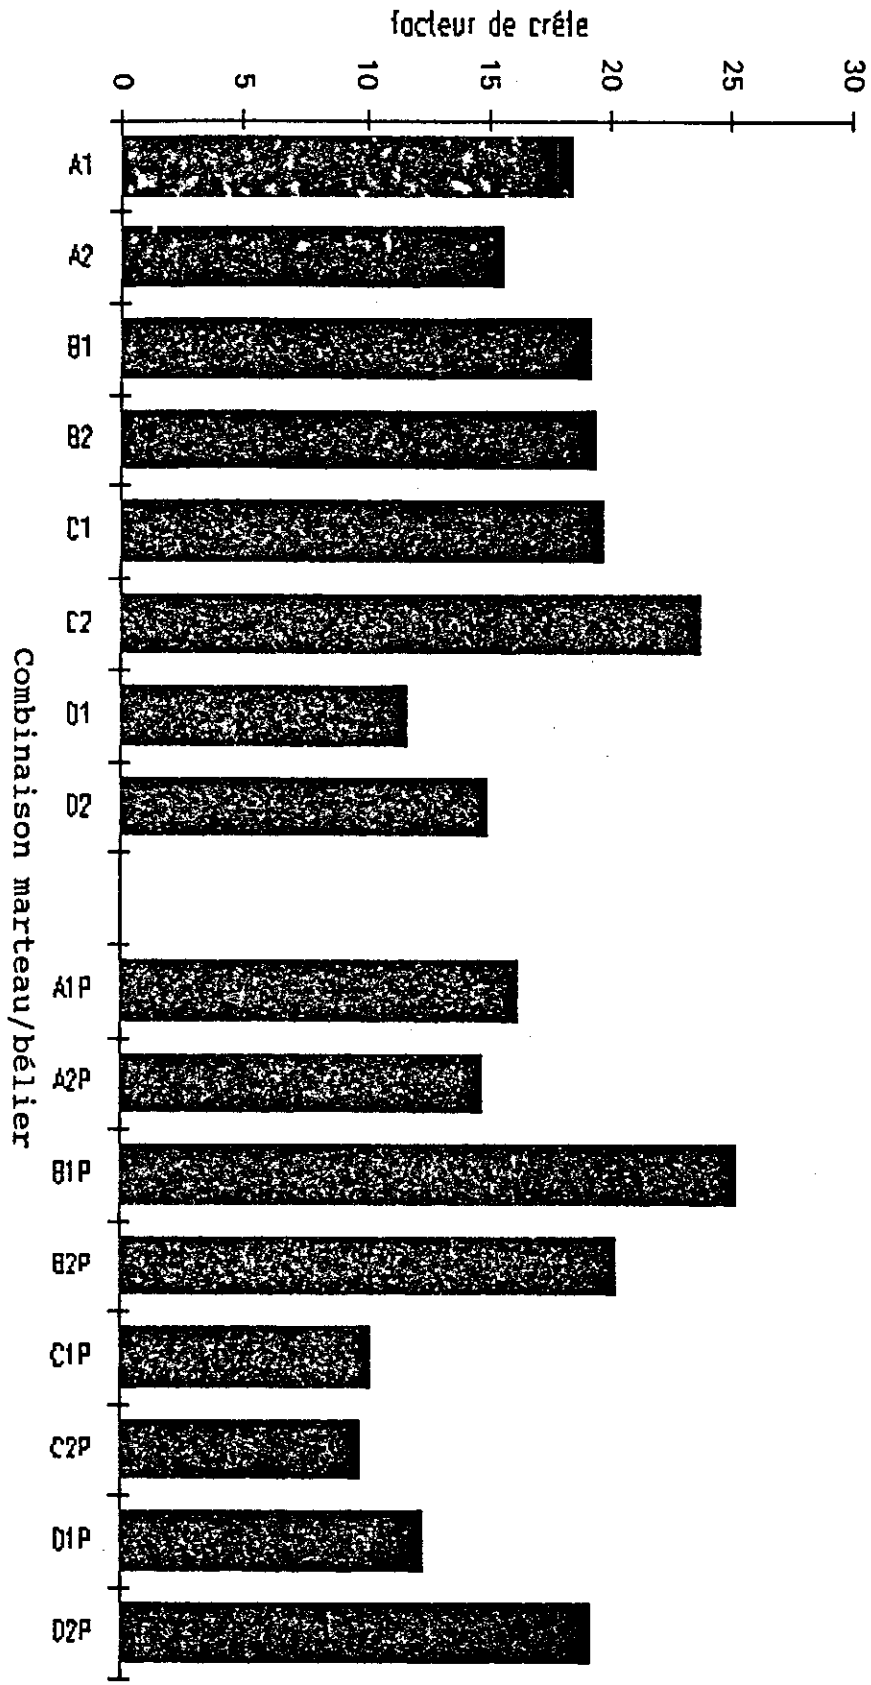 facteur de crête
0 5 10 15 20 25 30
A1
A2
B1
B2
C1
C2
D1
D2
A1P
A2P
B1P
B2P
C1P
C2P
D1P
D2P
Combinaison marteau/bélier